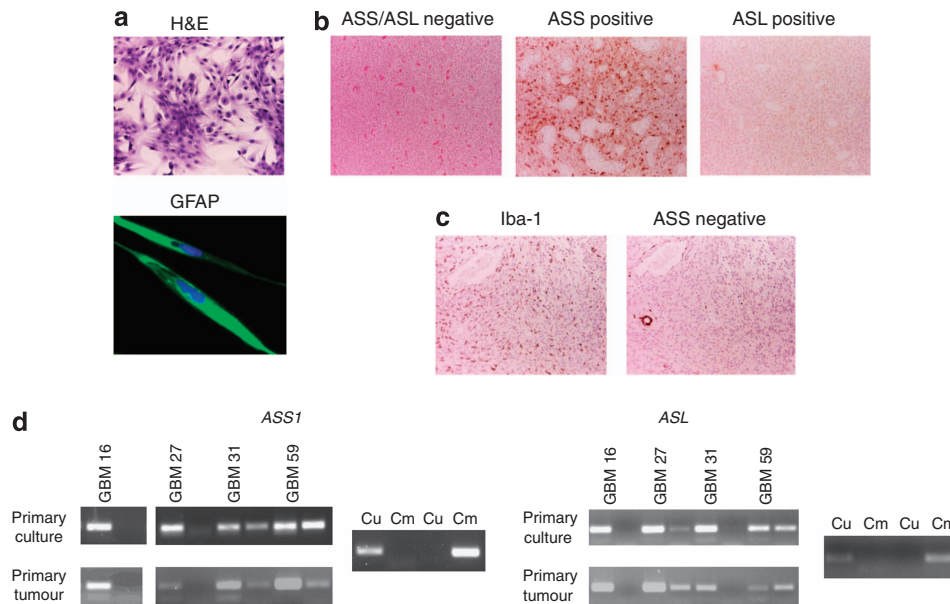 a
H&E
GFAP
b
ASS/ASL negative
ASS positive
ASL positive
c
Iba-1
ASS negative
d
ASS1
GBM 16
GBM 27
GBM 31
GBM 59
Primary
culture
Primary
tumour
Cu Cm Cu Cm
ASL
GBM 16
GBM 27
GBM 31
GBM 59
Primary
culture
Primary
tumour
Cu Cm Cu Cm